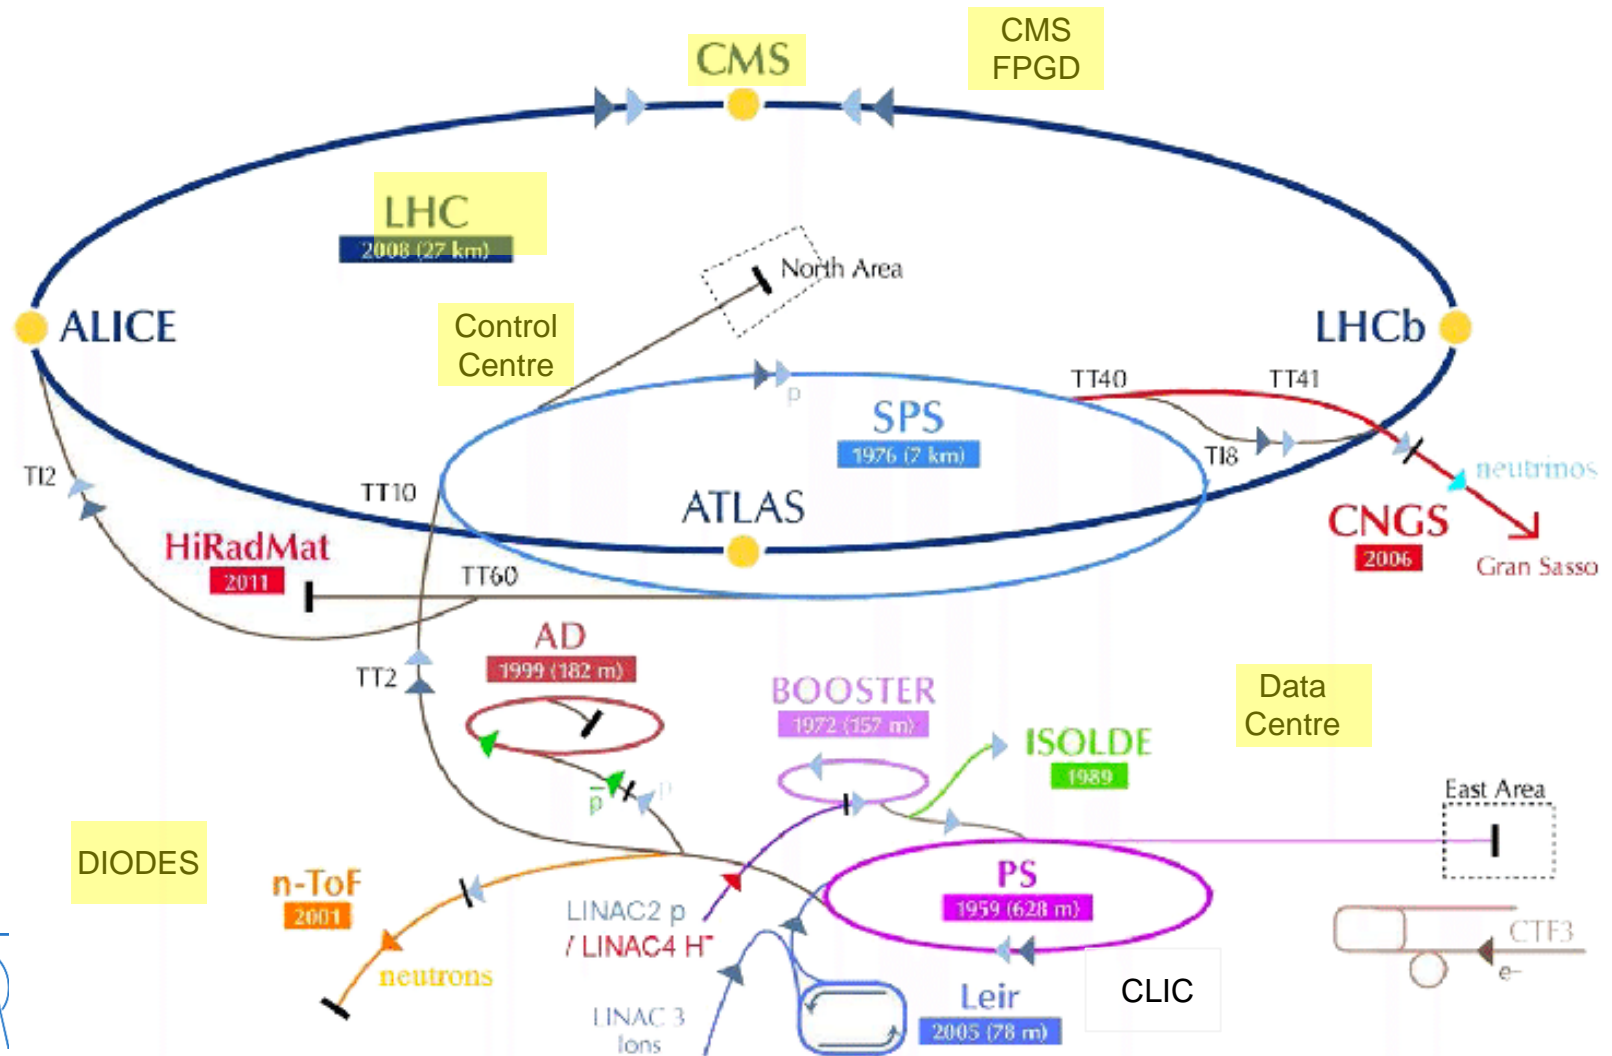 CMS
CMS
FPGD
LHC
2008 (27 km)
North Area
Control
Centre
ALICE
LHCb
TT40
TT41
p
SPS
1976 (7 km)
TI8
TI2
TT10
neutrinos
ATLAS
CNGS
2006
Gran Sasso
HiRadMat
2011
TT60
AD
1999 (182 m)
TT2
BOOSTER
1972 (157 m)
Data
Centre
ISOLDE
1989
p̅
p
East Area
DIODES
n-ToF
2001
PS
1959 (628 m)
LINAC2 p
/ LINAC4 H⁻
CTF3
e-
neutrons
CLIC
Leir
2005 (78 m)
LINAC 3
Ions